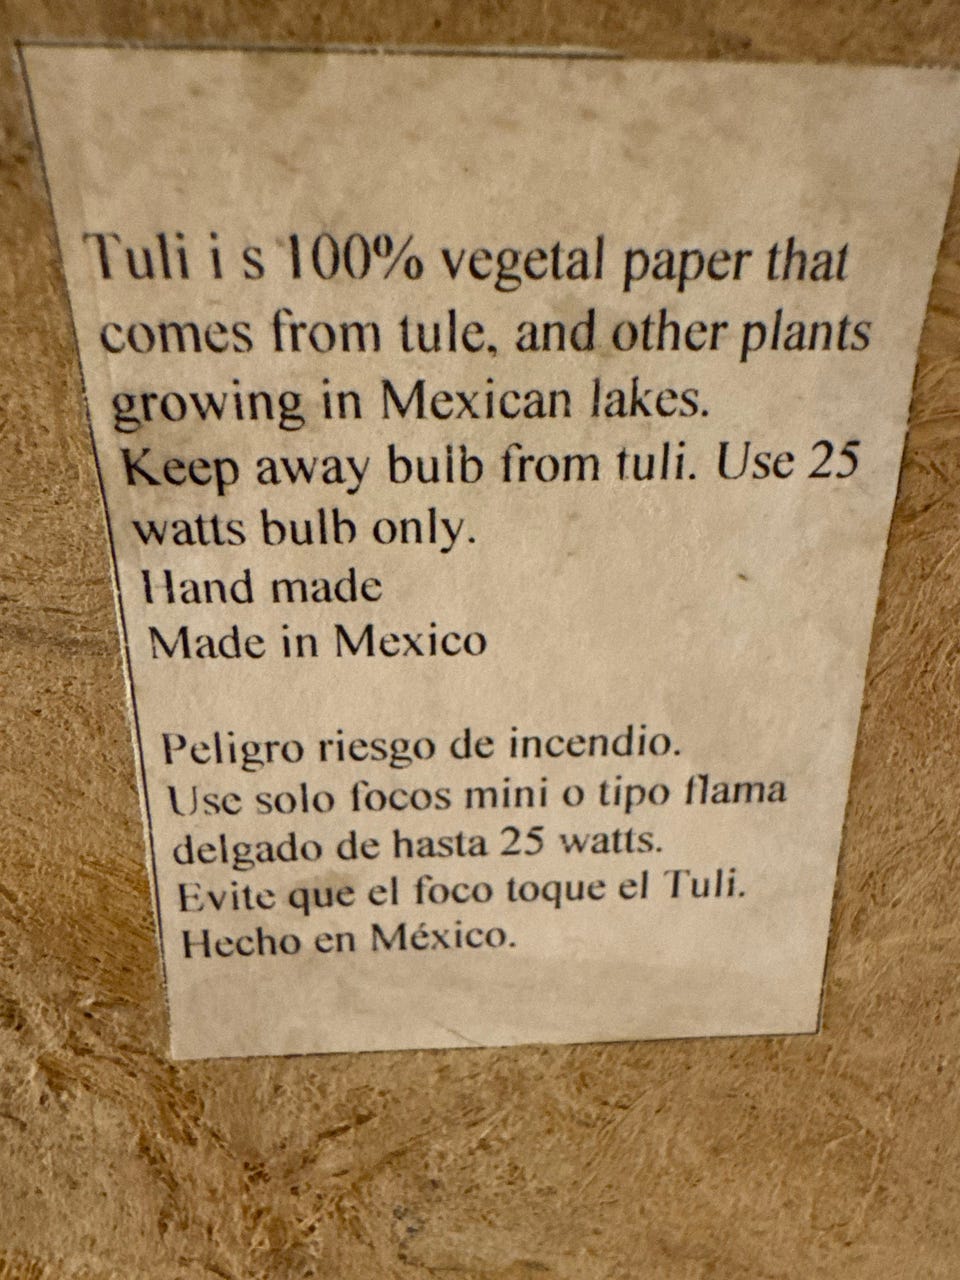 Tuli i s 100% vegetal paper that
comes from tule, and other plants
growing in Mexican lakes.
Keep away bulb from tuli. Use 25
watts bulb only.
Hand made
Made in Mexico
Peligro riesgo de incendio.
Use solo focos mini o tipo flama
delgado de hasta 25 watts.
Evite que el foco toque el Tuli.
Hecho en México.